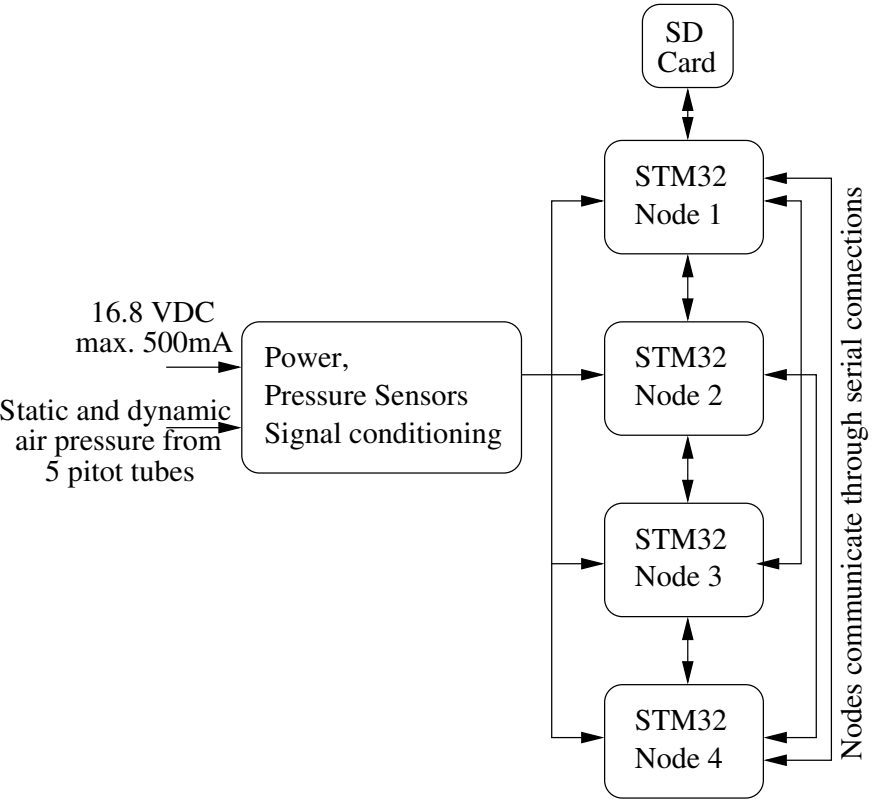 SD
Card
STM32
Node 1
16.8 VDC
max. 500mA
Static and dynamic
air pressure from
5 pitot tubes
Power,
Pressure Sensors
Signal conditioning
STM32
Node 2
STM32
Node 3
STM32
Node 4
Nodes communicate through serial connections